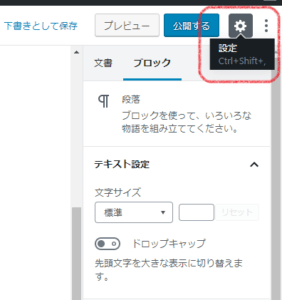 下書きとして保存 プレビュー 公開する
設定
Ctrl+Shift+,
文書 ブロック
段落
ブロックを使って、いろいろな
物語を組み立ててください。
テキスト設定
文字サイズ
標準 リセット
ドロップキャップ
先頭文字を大きな表示に切り替えま
す。